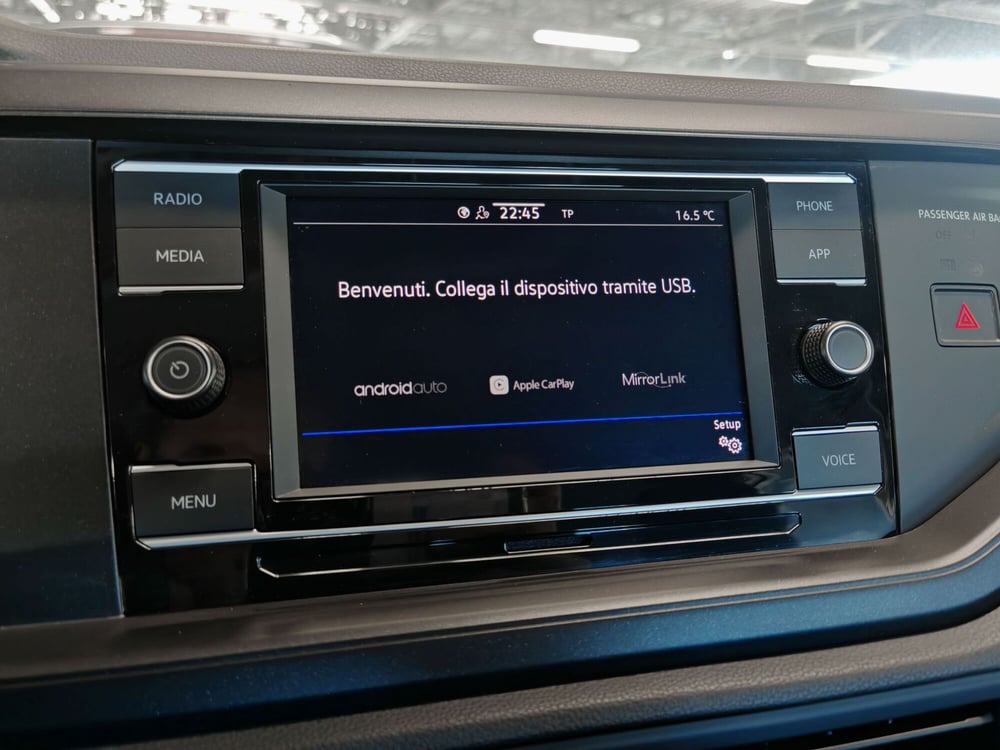 RADIO
MEDIA
MENU
22:45 TP 16.5 °C
Benvenuti. Collega il dispositivo tramite USB.
androidauto
Apple CarPlay
MirrorLink
Setup
PHONE
APP
VOICE
PASSENGER AIR BAG
OFF